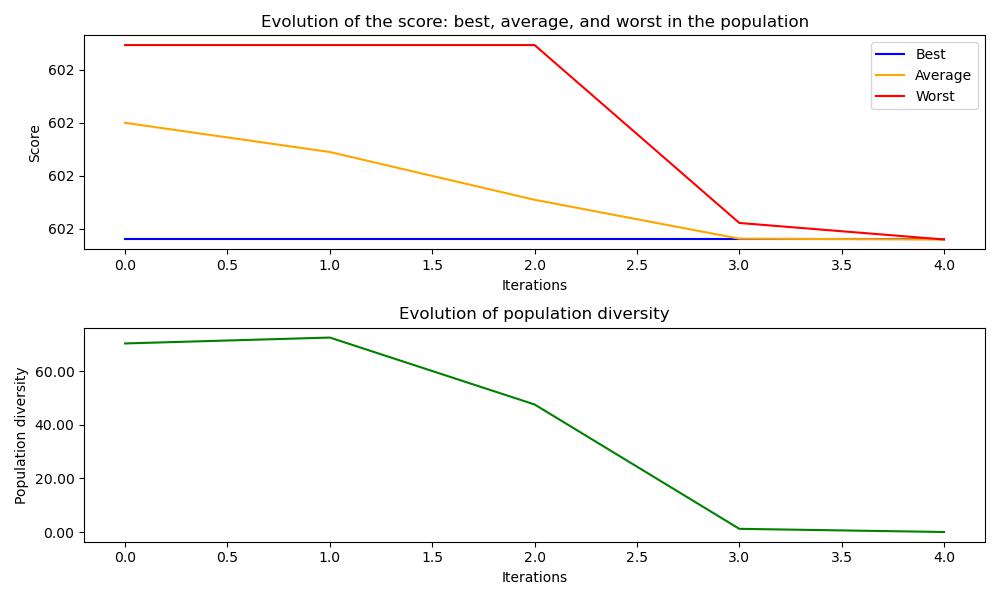 Evolution of the score: best, average, and worst in the population
Score
602
602
602
602
Best
Average
Worst
0.0 0.5 1.0 1.5 2.0 2.5 3.0 3.5 4.0
Iterations
Evolution of population diversity
Population diversity
60.00
40.00
20.00
0.00
0.0 0.5 1.0 1.5 2.0 2.5 3.0 3.5 4.0
Iterations